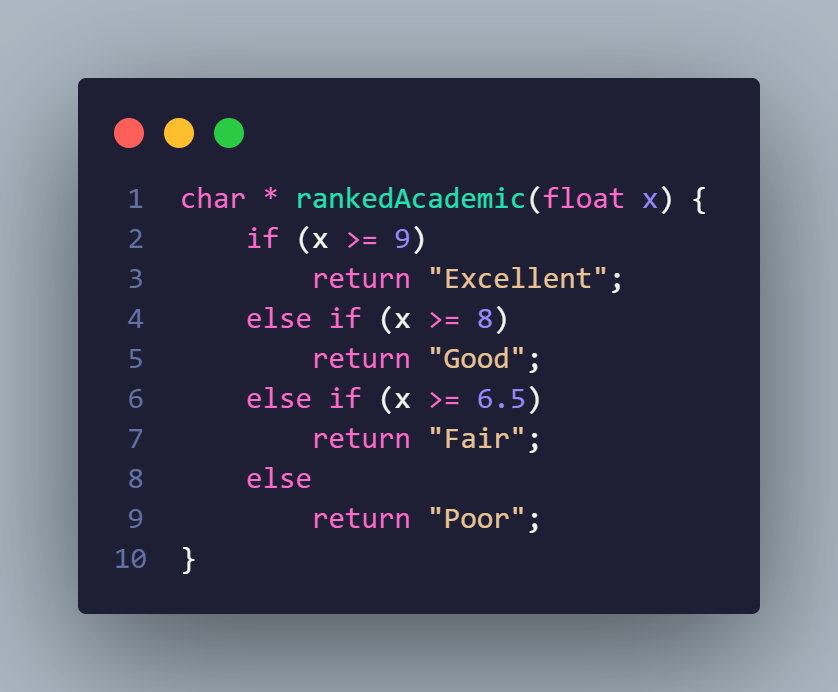 1 char * rankedAcademic(float x) {
2     if (x >= 9)
3         return "Excellent";
4     else if (x >= 8)
5         return "Good";
6     else if (x >= 6.5)
7         return "Fair";
8     else
9         return "Poor";
10 }